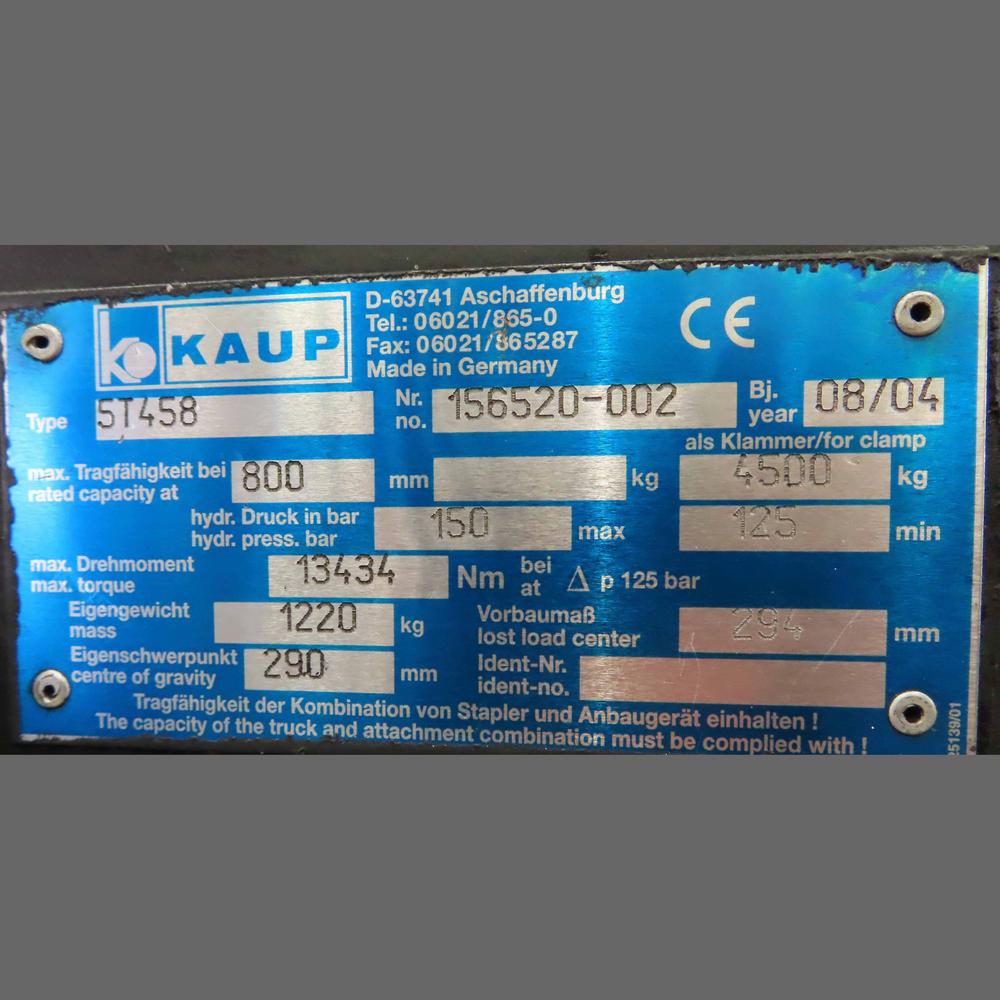 KAUP
D-63741 Aschaffenburg
Tel.: 06021/865-0
Fax: 06021/865287
Made in Germany
CE
Type 5T458 Nr. no. 156520-002 Bj. year 08/04
als Klammer/for clamp
max. Tragfähigkeit bei
rated capacity at 800 mm kg 4500 kg
hydr. Druck in bar
hydr. press. bar 150 max 125 min
max. Drehmoment
max. torque 13434 Nm bei at Δ p 125 bar
Eigengewicht
mass 1220 kg
Vorbaumaß
lost load center 294 mm
Eigenschwerpunkt
centre of gravity 290 mm
Ident-Nr.
ident-no.
Tragfähigkeit der Kombination von Stapler und Anbaugerät einhalten !
The capacity of the truck and attachment combination must be complied with !
25139/01